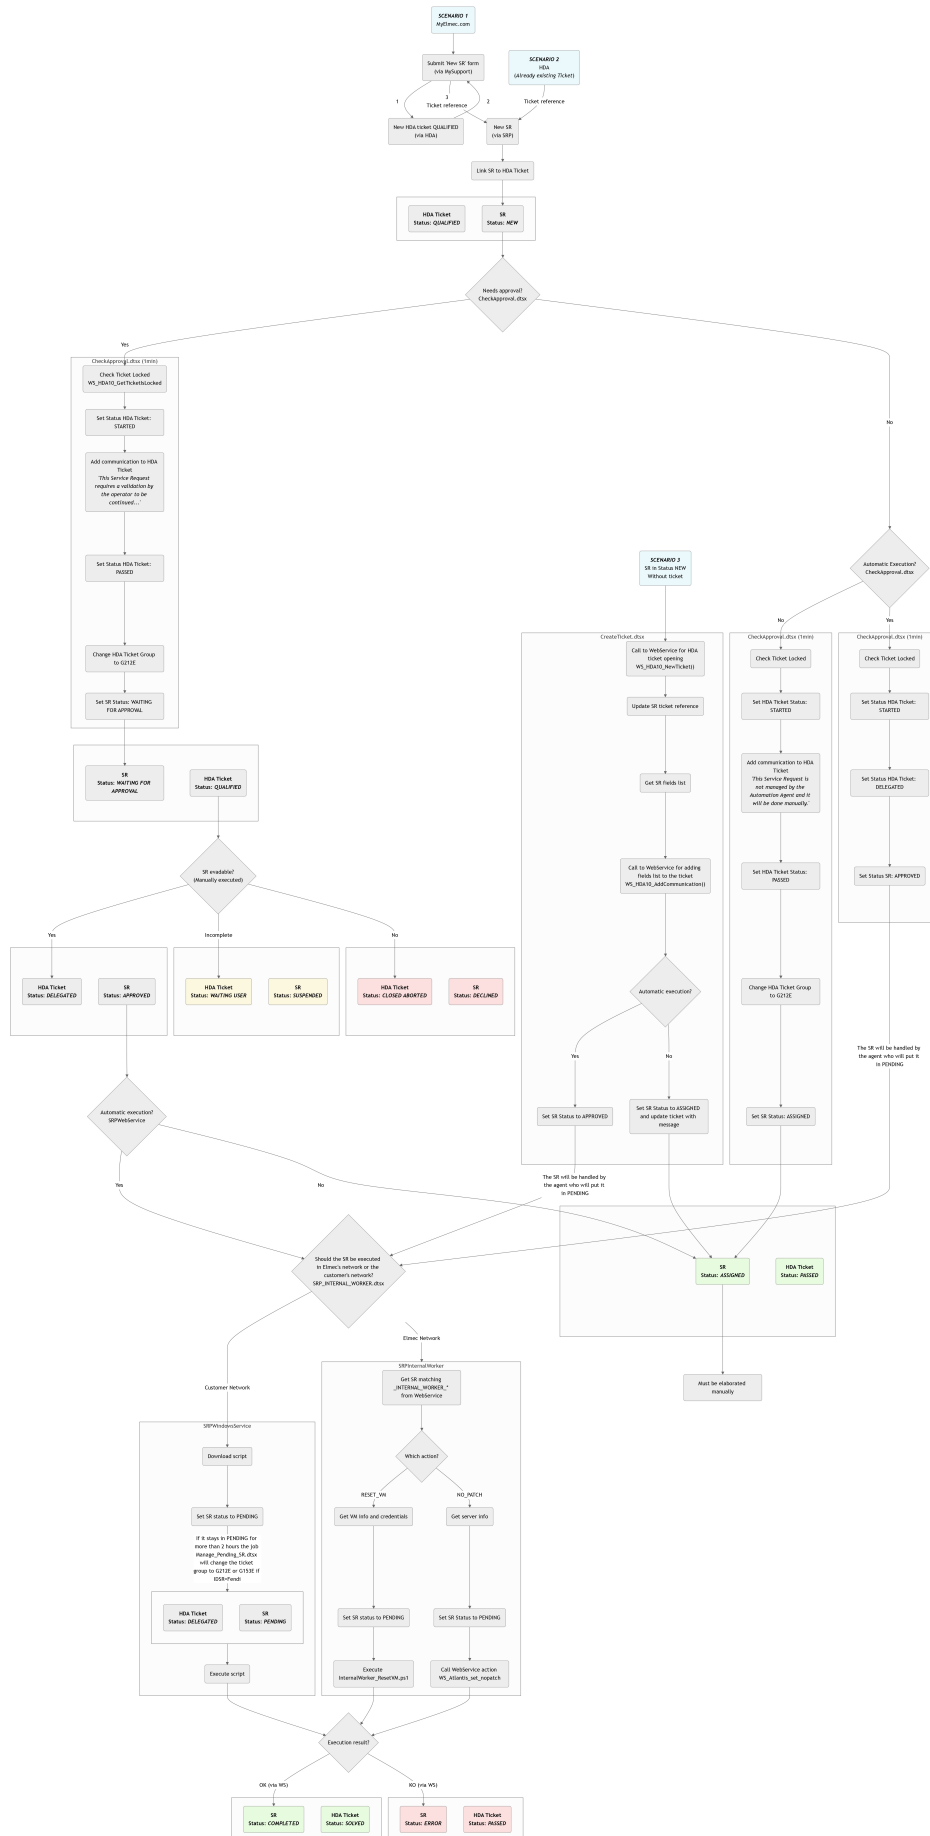 SCENARIO 1
MyElmec.com
Submit 'New SR' form
(via MySupport)
SCENARIO 2
HDA
(Already existing Ticket)
1
3
Ticket reference
2
Ticket reference
New HDA ticket QUALIFIED
(via HDA)
New SR
(via SRP)
Link SR to HDA Ticket
HDA Ticket
Status: QUALIFIED
SR
Status: NEW
Needs approval?
CheckApproval.dtsx
Yes
No
CheckApproval.dtsx (1min)
Check Ticket Locked
WS_HDA10_GetTicketIsLocked
Set Status HDA Ticket:
STARTED
Add communication to HDA
Ticket
'This Service Request
requires a validation by
the operator to be
continued...'
Set Status HDA Ticket:
PASSED
Change HDA Ticket Group
to G212E
Set SR Status: WAITING
FOR APPROVAL
SR
Status: WAITING FOR
APPROVAL
HDA Ticket
Status: QUALIFIED
SR evadable?
(Manually executed)
Yes
Incomplete
No
HDA Ticket
Status: DELEGATED
SR
Status: APPROVED
HDA Ticket
Status: WAITING USER
SR
Status: SUSPENDED
HDA Ticket
Status: CLOSED ABORTED
SR
Status: DECLINED
Automatic execution?
SRPWebService
Yes
No
SCENARIO 3
SR in Status NEW
Without ticket
CreateTicket.dtsx
Call to WebService for HDA
ticket opening
WS_HDA10_NewTicket()
Update SR ticket reference
Get SR fields list
Call to WebService for adding
fields list to the ticket
WS_HDA10_AddCommunication()
Automatic execution?
Yes
No
Set SR Status to APPROVED
Set SR Status to ASSIGNED
and update ticket with
message
The SR will be handled by
the agent who will put it
in PENDING
Automatic Execution?
CheckApproval.dtsx
No
Yes
CheckApproval.dtsx (1min)
Check Ticket Locked
Set HDA Ticket Status:
STARTED
Add communication to HDA
Ticket
'This Service Request is
not managed by the
Automation Agent and it
will be done manually.'
Set HDA Ticket Status:
PASSED
Change HDA Ticket Group
to G212E
Set SR Status: ASSIGNED
CheckApproval.dtsx (1min)
Check Ticket Locked
Set Status HDA Ticket:
STARTED
Set Status HDA Ticket:
DELEGATED
Set Status SR: APPROVED
The SR will be handled by
the agent who will put it
in PENDING
SR
Status: ASSIGNED
HDA Ticket
Status: PASSED
Must be elaborated
manually
Should the SR be executed
in Elmec's network or the
customer's network?
SRP_INTERNAL_WORKER.dtsx
Customer Network
Elmec Network
SRPWindowsService
Download script
Set SR status to PENDING
If it stays in PENDING for
more than 2 hours the job
Manage_Pending_SR.dtsx
will change the ticket
group to G212E or G153E if
IDSR=Fendi
HDA Ticket
Status: DELEGATED
SR
Status: PENDING
Execute script
SRPInternalWorker
Get SR matching
_INTERNAL_WORKER_*
from WebService
Which action?
RESET_VM
NO_PATCH
Get VM info and credentials
Get server info
Set SR status to PENDING
Set SR Status to PENDING
Execute
InternalWorker_ResetVM.ps1
Call WebService action
WS_Atlantis_set_nopatch
Execution result?
OK (via WS)
KO (via WS)
SR
Status: COMPLETED
HDA Ticket
Status: SOLVED
SR
Status: ERROR
HDA Ticket
Status: PASSED